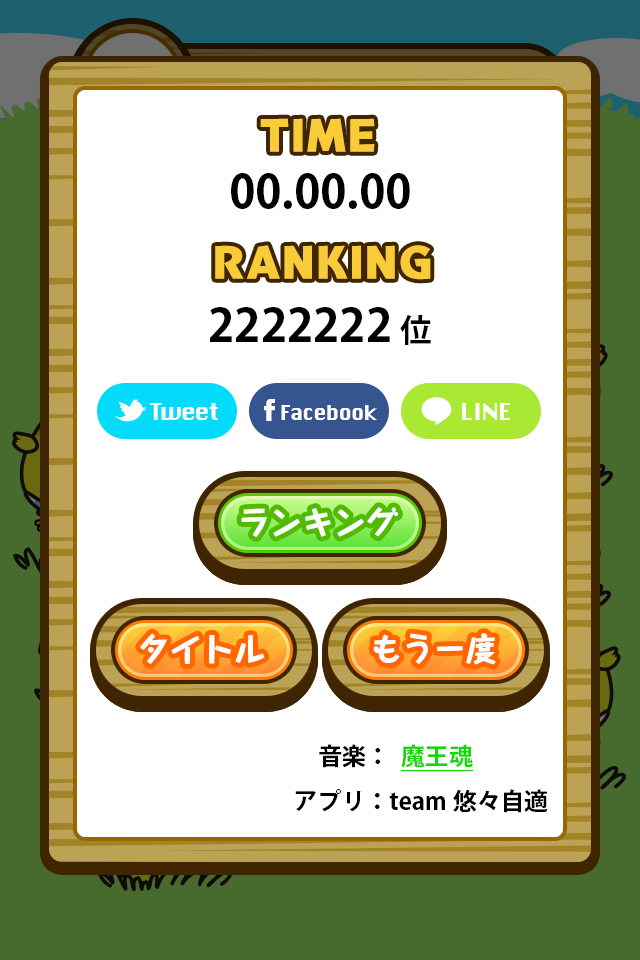 TIME
00.00.00
RANKING
2222222 位
Tweet
Facebook
LINE
ランキング
タイトル
もう一度
音楽： 魔王魂
アプリ：team 悠々自適